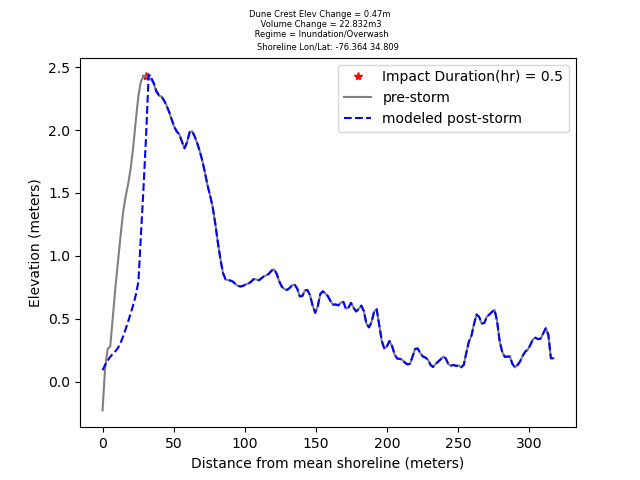 Dune Crest Elev Change = 0.47m
Volume Change = 22.832m3
Regime = Inundation/Overwash
Shoreline Lon/Lat: -76.364 34.809
Impact Duration(hr) = 0.5
pre-storm
modeled post-storm
Elevation (meters)
2.5
2.0
1.5
1.0
0.5
0.0
0 50 100 150 200 250 300
Distance from mean shoreline (meters)